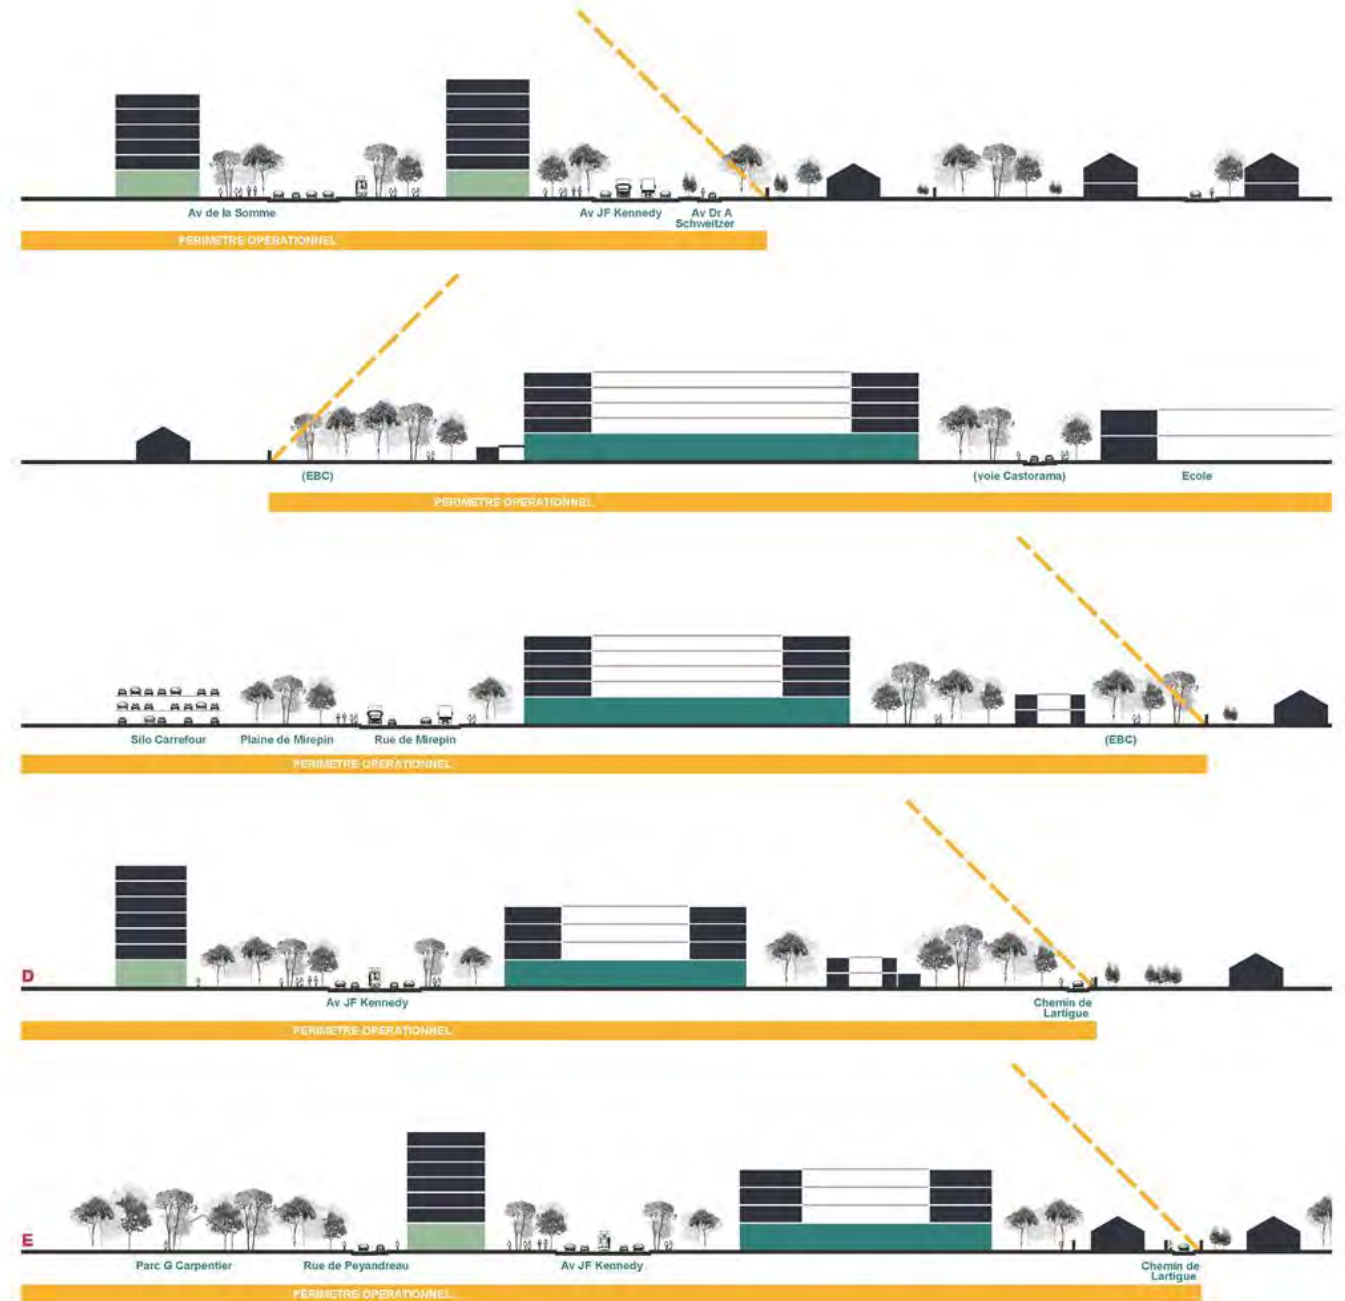 Av de la Somme
Av JF Kennedy
Av Dr A
Schweitzer
PERIMETRE OPERATIONNEL
(EBC)
(voie Castorama)
Ecole
PERIMETRE OPERATIONNEL
Silo Carrefour
Plaine de Mirepin
Rue de Mirepin
(EBC)
PERIMETRE OPERATIONNEL
D
Av JF Kennedy
Chemin de
Lartigue
PERIMETRE OPERATIONNEL
E
Parc G Carpentier
Rue de Peyandreau
Av JF Kennedy
Chemin de
Lartigue
PERIMETRE OPERATIONNEL